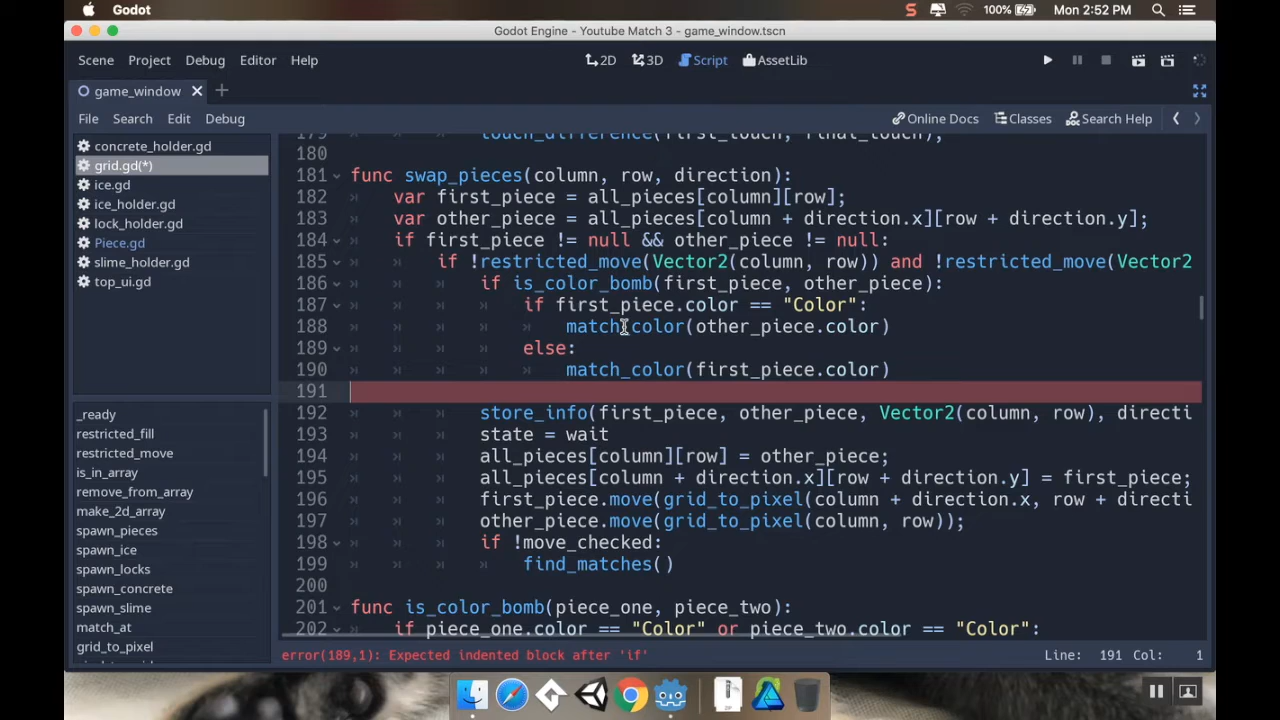 Godot
100%
Mon 2:52 PM
Godot Engine - Youtube Match 3 - game_window.tscn
Scene Project Debug Editor Help
2D 3D Script AssetLib
game_window
File Search Edit Debug
Online Docs Classes Search Help
concrete_holder.gd
grid.gd(*)
ice.gd
ice_holder.gd
lock_holder.gd
Piece.gd
slime_holder.gd
top_ui.gd
_ready
restricted_fill
restricted_move
is_in_array
remove_from_array
make_2d_array
spawn_pieces
spawn_ice
spawn_locks
spawn_concrete
spawn_slime
match_at
grid_to_pixel
179 touch_difference(first_touch, final_touch);
180
181 func swap_pieces(column, row, direction):
182 var first_piece = all_pieces[column][row];
183 var other_piece = all_pieces[column + direction.x][row + direction.y];
184 if first_piece != null && other_piece != null:
185 if !restricted_move(Vector2(column, row)) and !restricted_move(Vector2
186 if is_color_bomb(first_piece, other_piece):
187 if first_piece.color == "Color":
188 match_color(other_piece.color)
189 else:
190 match_color(first_piece.color)
191
192 store_info(first_piece, other_piece, Vector2(column, row), directi
193 state = wait
194 all_pieces[column][row] = other_piece;
195 all_pieces[column + direction.x][row + direction.y] = first_piece;
196 first_piece.move(grid_to_pixel(column + direction.x, row + directi
197 other_piece.move(grid_to_pixel(column, row));
198 if !move_checked:
199 find_matches()
200
201 func is_color_bomb(piece_one, piece_two):
202 if piece_one.color == "Color" or piece_two.color == "Color":
error(189,1): Expected indented block after 'if'
Line: 191 Col: 1